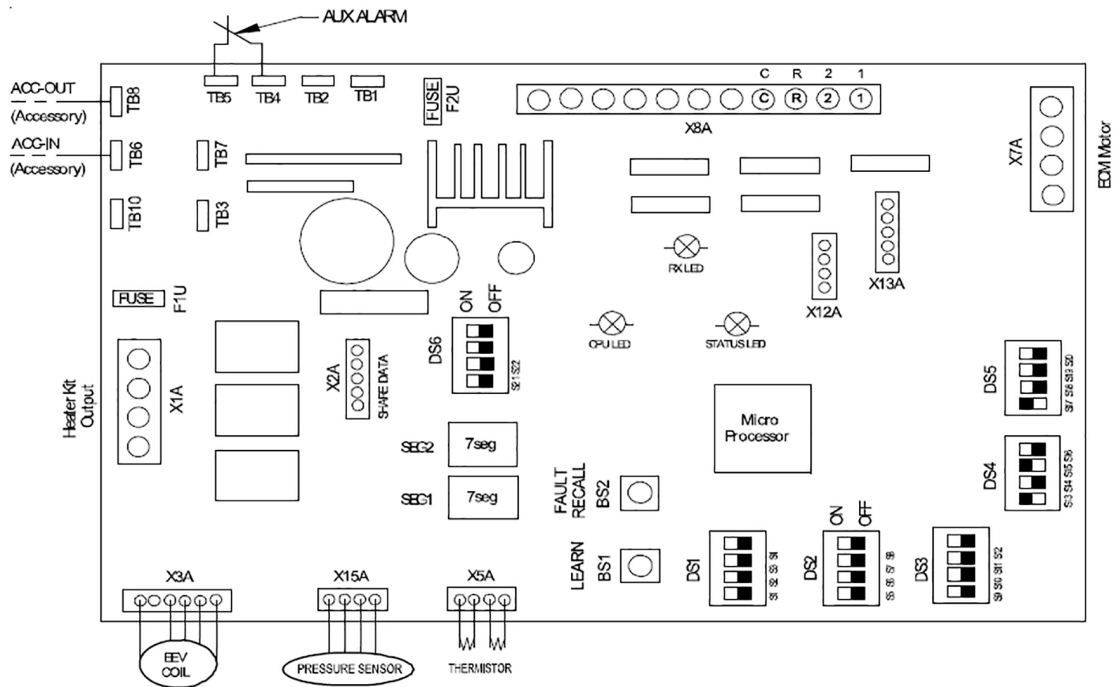 AUX ALARM
ACC-OUT
(Accessory)
ACC-IN
(Accessory)
TB8
TB6
TB10
TB5
TB4
TB2
TB1
TB7
TB3
FUSE
F2U
C R 2 1
C R 2 1
X8A
X7A
ECM Motor
RX LED
X12A
X13A
FUSE
F1U
ON
OFF
DS6
S21 S22
CPU LED
STATUS LED
Heater Kit
Output
X1A
X2A
SHARE DATA
SEG2
7seg
SEG1
7seg
Micro
Processor
DS5
S17 S18 S19 S20
DS4
S13 S14 S15 S16
FAULT
RECALL
BS2
LEARN
BS1
DS1
S1 S2 S3 S4
ON
OFF
DS2
S5 S6 S7 S8
DS3
S9 S10 S11 S12
X3A
X15A
X5A
EEV
COIL
PRESSURE SENSOR
THERMISTOR